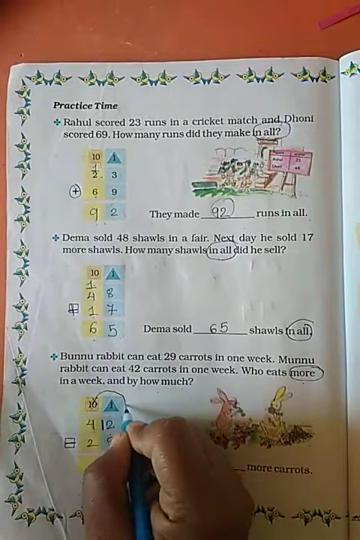 Practice Time
Rahul scored 23 runs in a cricket match and Dhoni
scored 69. How many runs did they make in all?
10 1
1
2 3
+ 6 9
9 2
They made 92 runs in all.
Dema sold 48 shawls in a fair. Next day he sold 17
more shawls. How many shawls in all did he sell?
10 1
1
4 8
+ 1 7
6 5
Dema sold 65 shawls in all.
Bunnu rabbit can eat 29 carrots in one week. Munnu
rabbit can eat 42 carrots in one week. Who eats more
in a week, and by how much?
10 1
4 12
- 2
more carrots.